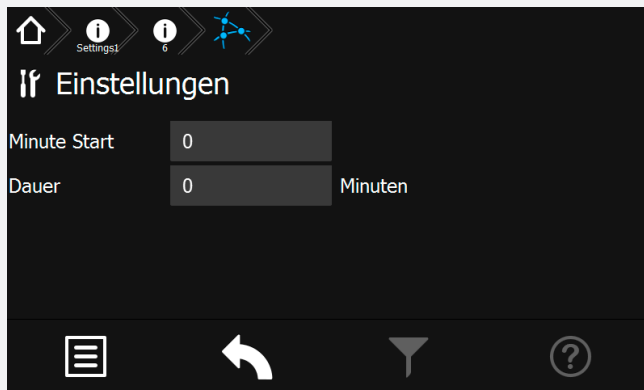 Settings1
6
Einstellungen
Minute Start 0
Dauer 0 Minuten